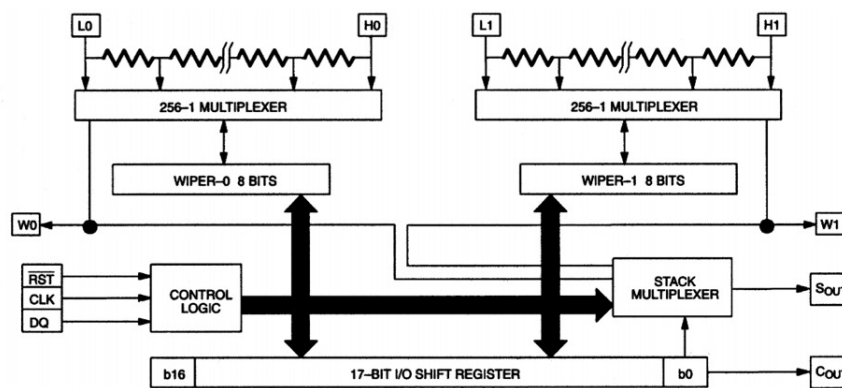 L0 H0 L1 H1
256–1 MULTIPLEXER 256–1 MULTIPLEXER
WIPER–0 8 BITS WIPER–1 8 BITS
W0 W1
RST
CLK
DQ
CONTROL
LOGIC
STACK
MULTIPLEXER
SOUT
b16 17–BIT I/O SHIFT REGISTER b0
COUT